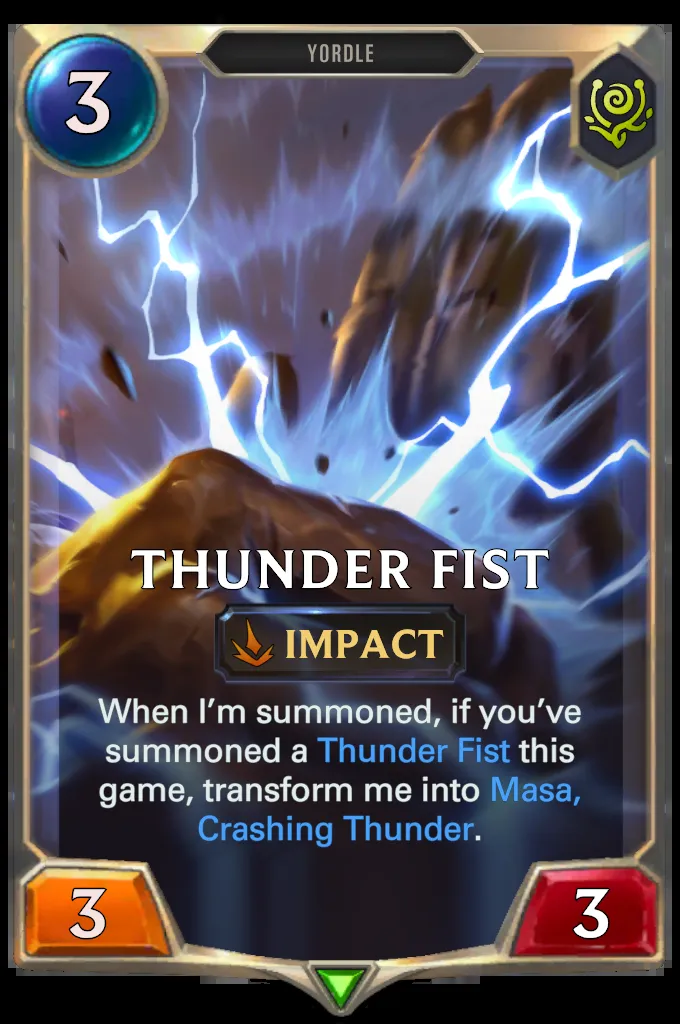 YORDLE
3
THUNDER FIST
IMPACT
When I'm summoned, if you've
summoned a Thunder Fist this
game, transform me into Masa,
Crashing Thunder.
3
3